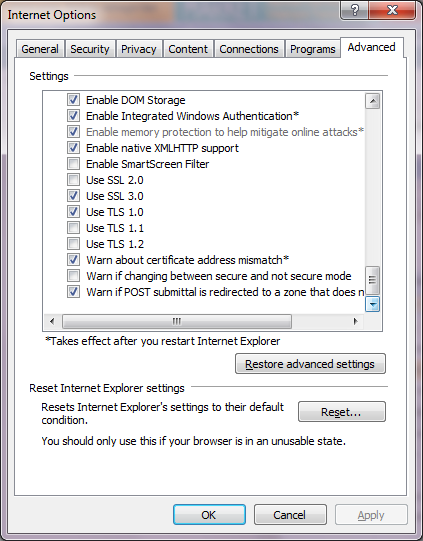 Internet Options
General Security Privacy Content Connections Programs Advanced
Settings
Enable DOM Storage
Enable Integrated Windows Authentication*
Enable memory protection to help mitigate online attacks*
Enable native XMLHTTP support
Enable SmartScreen Filter
Use SSL 2.0
Use SSL 3.0
Use TLS 1.0
Use TLS 1.1
Use TLS 1.2
Warn about certificate address mismatch*
Warn if changing between secure and not secure mode
Warn if POST submittal is redirected to a zone that does n
*Takes effect after you restart Internet Explorer
Restore advanced settings
Reset Internet Explorer settings
Resets Internet Explorer's settings to their default
condition.
Reset...
You should only use this if your browser is in an unusable state.
OK Cancel Apply